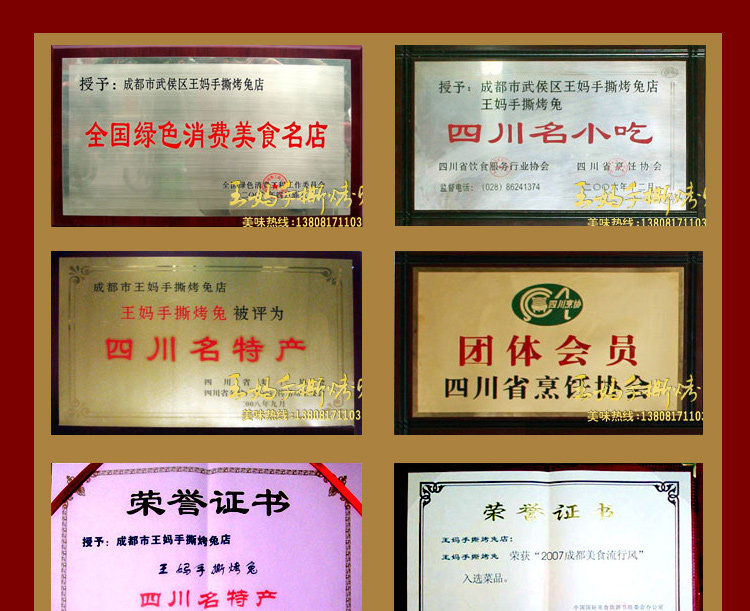 授予：成都市武侯区王妈手撕烤兔店
全国绿色消费美食名店
王妈手撕烤
美味热线:13808171103
授予：成都市武侯区王妈手撕烤兔店
王妈手撕烤兔
四川名小吃
四川省饮食服务行业协会 四川省烹饪协会
监督电话：（028）86241374
王妈手撕烤
美味热线:13808171103
成都市王妈手撕烤兔店
王妈手撕烤兔 被评为
四川名特产
王妈手撕烤
美味热线:13808171103
四川烹协
团体会员
四川省烹饪协会
王妈手撕烤
美味热线:13808171103
荣誉证书
授予：成都市王妈手撕烤兔店
王妈手撕烤兔
四川名特产
荣誉证书
王妈手撕烤兔店：
王妈手撕烤兔 荣获“2007成都美食流行风”
入选菜品。